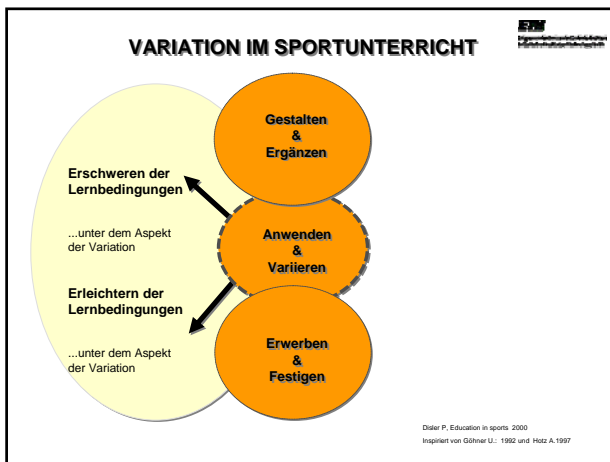 VARIATION IM SPORTUNTERRICHT
Gestalten
&
Ergänzen
Erschweren der
Lernbedingungen
...unter dem Aspekt
der Variation
Anwenden
&
Variieren
Erleichtern der
Lernbedingungen
...unter dem Aspekt
der Variation
Erwerben
&
Festigen
Disler P, Education in sports 2000
Inspiriert von Göhner U.: 1992 und Hotz A.1997